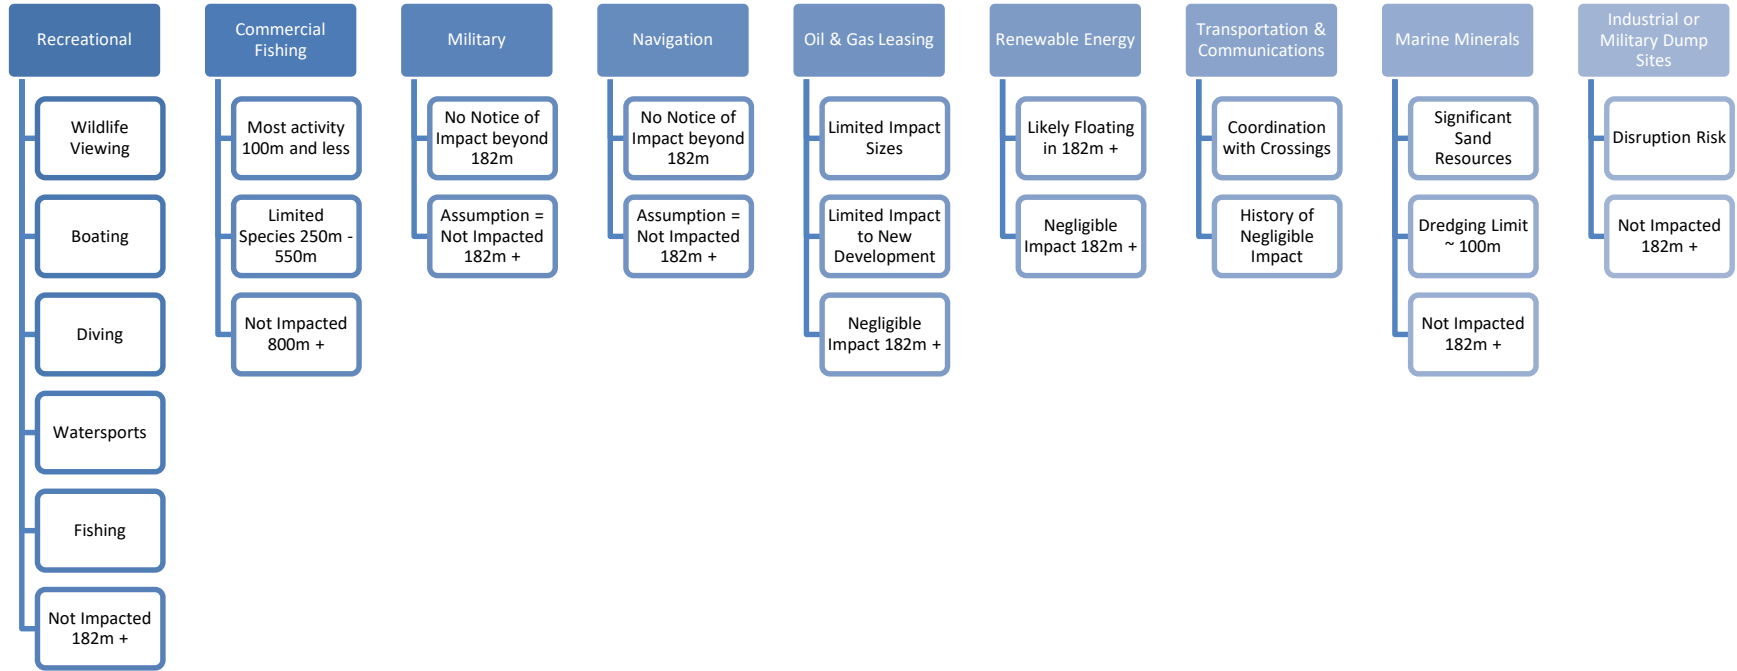 Recreational
Wildlife
Viewing
Boating
Diving
Watersports
Fishing
Not Impacted
182m +
Commercial
Fishing
Most activity
100m and less
Limited
Species 250m -
550m
Not Impacted
800m +
Military
No Notice of
Impact beyond
182m
Assumption =
Not Impacted
182m +
Navigation
No Notice of
Impact beyond
182m
Assumption =
Not Impacted
182m +
Oil & Gas Leasing
Limited Impact
Sizes
Limited Impact
to New
Development
Negligible
Impact 182m +
Renewable Energy
Likely Floating
in 182m +
Negligible
Impact 182m +
Transportation &
Communications
Coordination
with Crossings
History of
Negligible
Impact
Marine Minerals
Significant
Sand
Resources
Dredging Limit
~ 100m
Not Impacted
182m +
Industrial or
Military Dump
Sites
Disruption Risk
Not Impacted
182m +